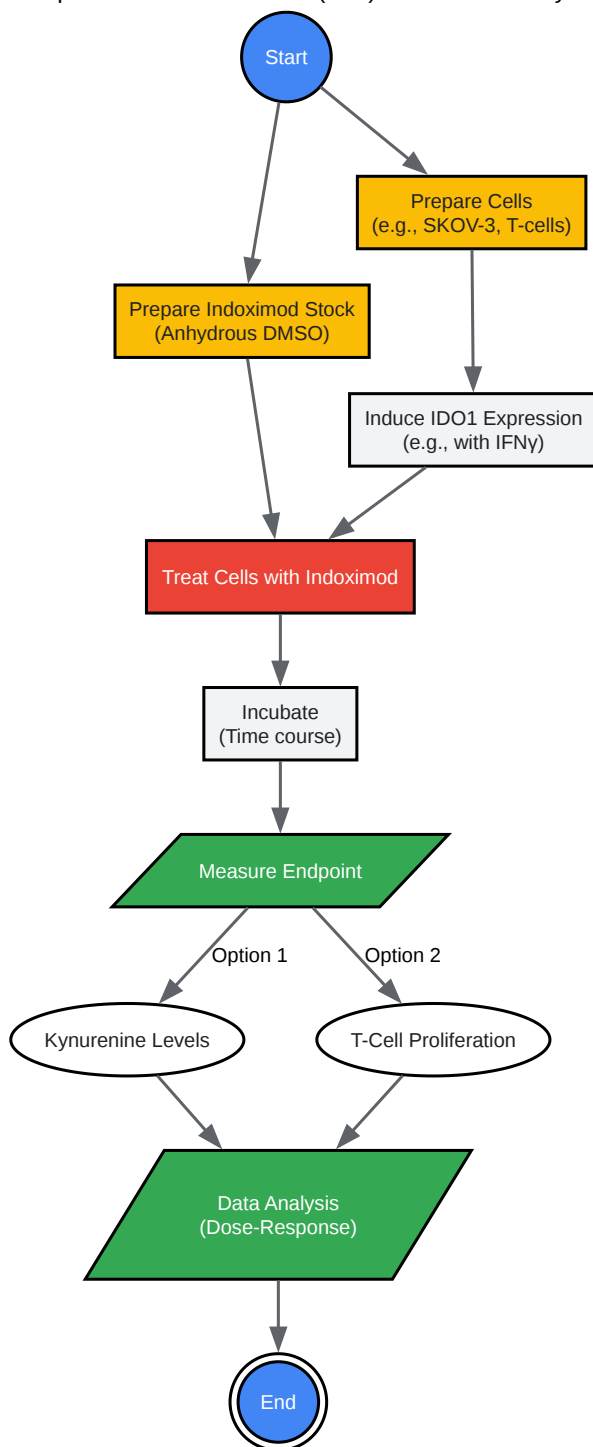 Start
Prepare Cells
(e.g., SKOV-3, T-cells)
Prepare Indoximod Stock
(Anhydrous DMSO)
Induce IDO1 Expression
(e.g., with IFNγ)
Treat Cells with Indoximod
Incubate
(Time course)
Measure Endpoint
Option 1
Option 2
Kynurenine Levels
T-Cell Proliferation
Data Analysis
(Dose-Response)
End